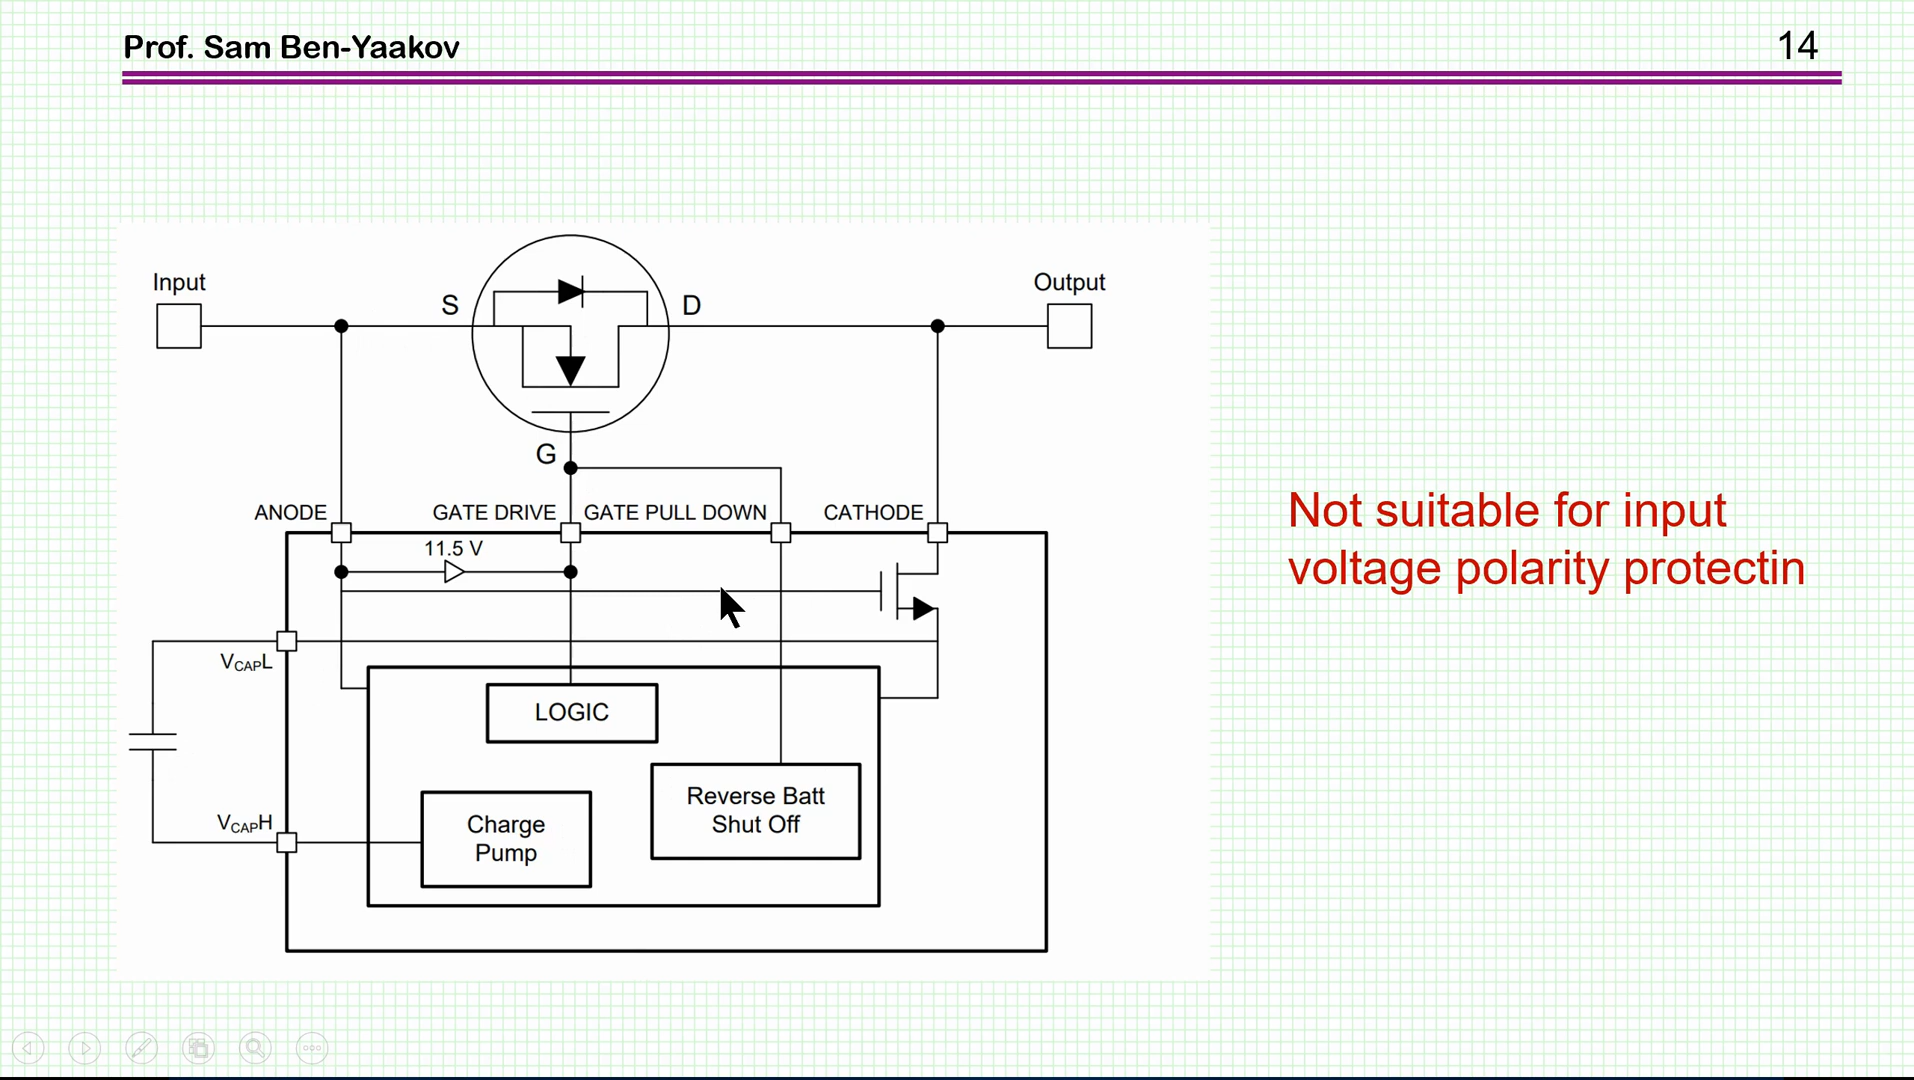 Prof. Sam Ben-Yaakov
14
Input
Output
S
D
G
ANODE
GATE DRIVE
GATE PULL DOWN
CATHODE
11.5 V
Not suitable for input
voltage polarity protectin
VCAPL
LOGIC
Reverse Batt
Shut Off
VCAPH
Charge
Pump